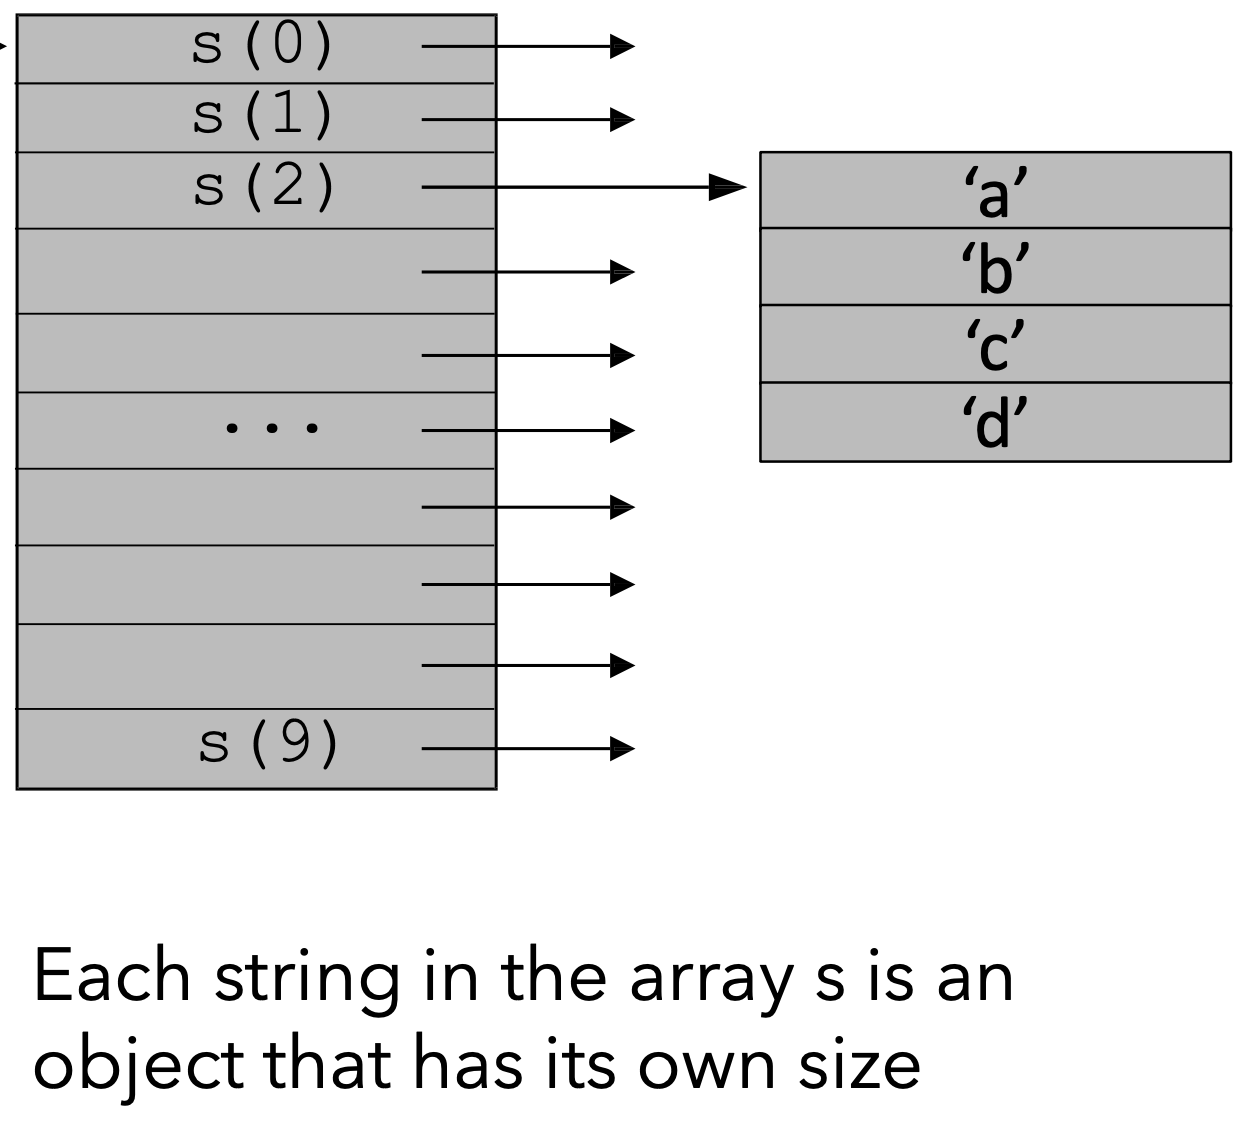 s(0)
s(1)
s(2)
‘a’
‘b’
‘c’
‘d’
...
s(9)
Each string in the array s is an
object that has its own size